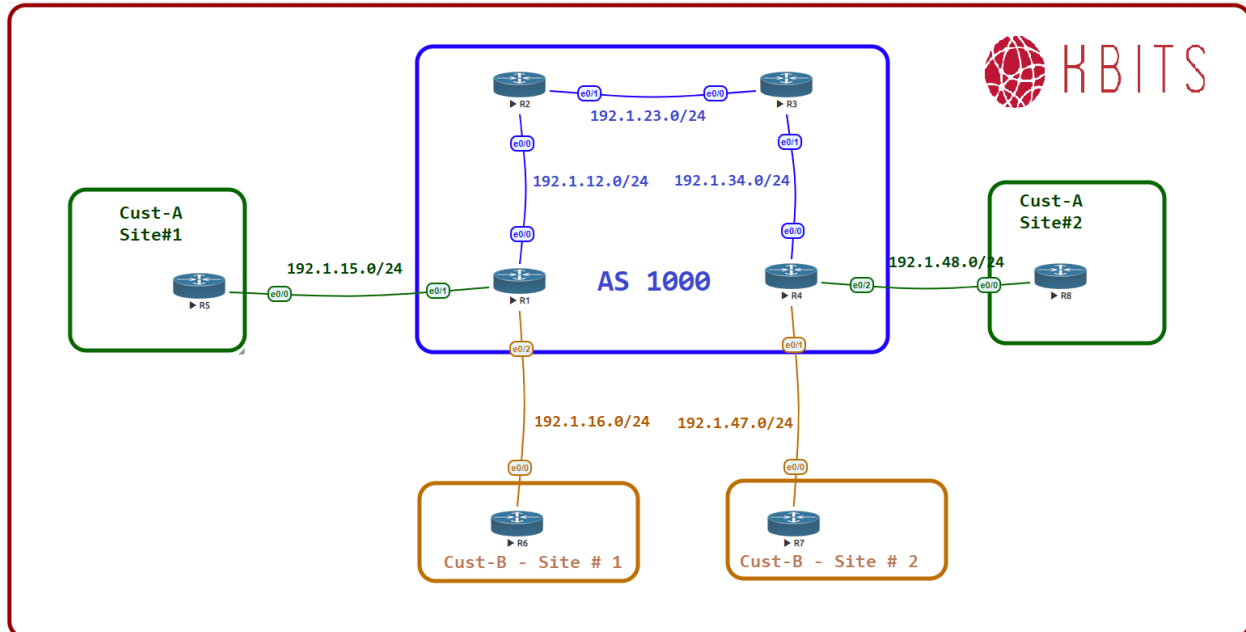 KBITS
R2
e0/1
e0/0
R3
192.1.23.0/24
e0/0
e0/1
192.1.12.0/24
192.1.34.0/24
Cust-A
Site#1
Cust-A
Site#2
e0/0
e0/0
192.1.15.0/24
192.1.48.0/24
R5
e0/0
e0/1
R1
AS 1000
R4
e0/2
e0/0
R8
e0/2
e0/1
192.1.16.0/24
192.1.47.0/24
e0/0
e0/0
R6
R7
Cust-B - Site # 1
Cust-B - Site # 2